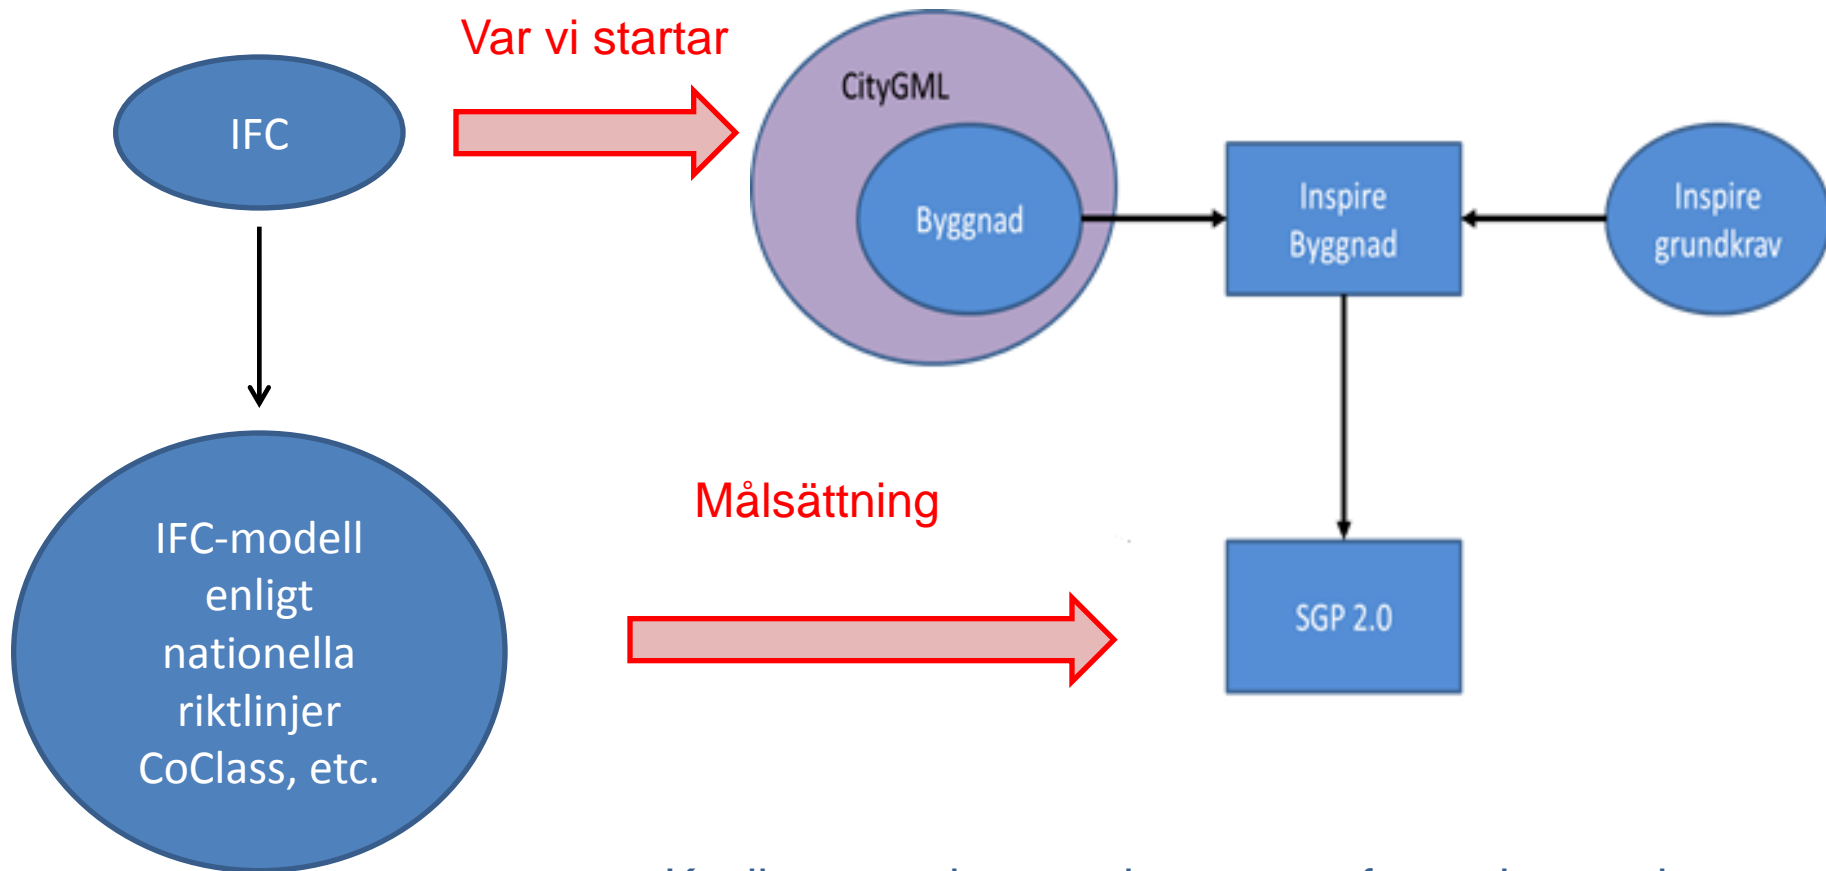 Var vi startar
IFC
CityGML
Byggnad
Inspire
Byggnad
Inspire
grundkrav
Målsättning
IFC-modell
enligt
nationella
riktlinjer
CoClass, etc.
SGP 2.0